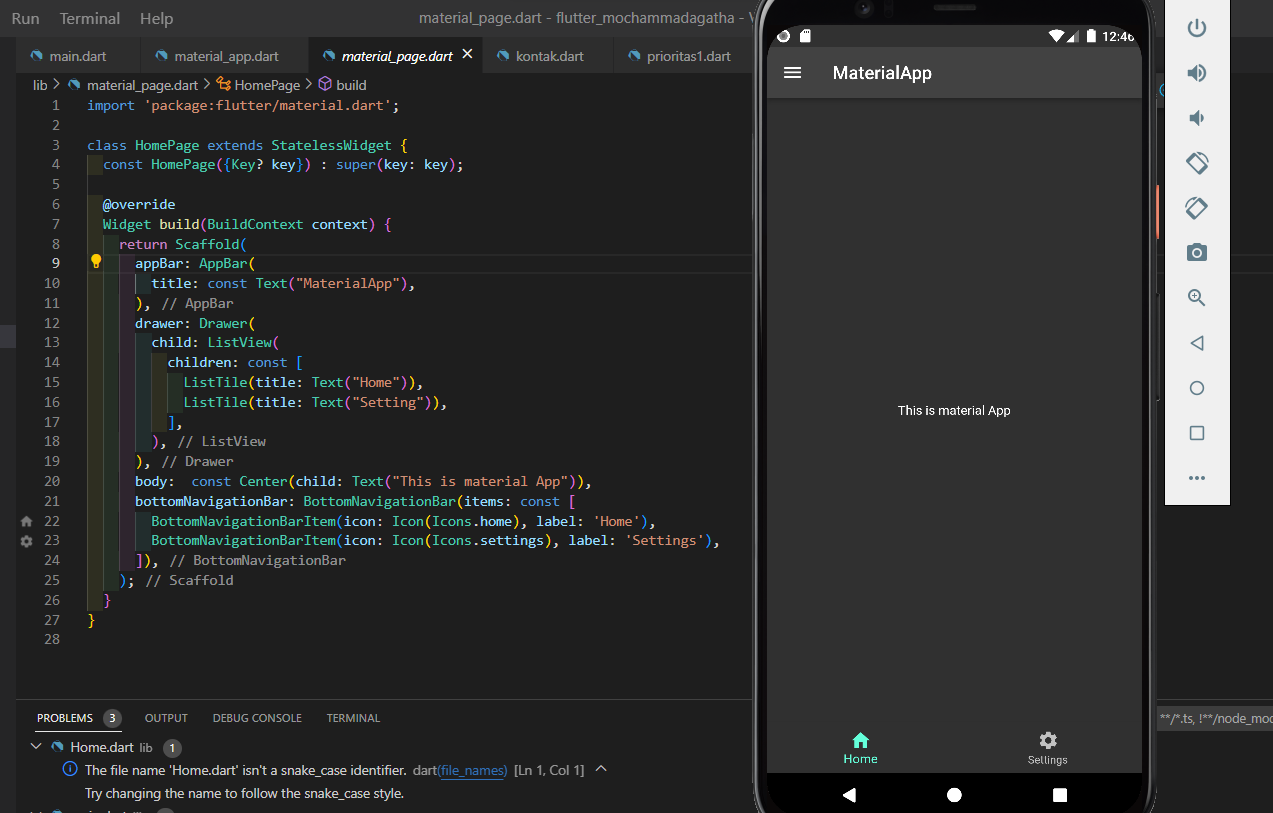 Run Terminal Help material_page.dart - flutter_mochammadagatha -
main.dart material_app.dart material_page.dart kontak.dart prioritas1.dart
lib > material_page.dart > HomePage > build
1 import 'package:flutter/material.dart';
2
3 class HomePage extends StatelessWidget {
4 const HomePage({Key? key}) : super(key: key);
5
6 @override
7 Widget build(BuildContext context) {
8 return Scaffold(
9 appBar: AppBar(
10 title: const Text("MaterialApp"),
11 ), // AppBar
12 drawer: Drawer(
13 child: ListView(
14 children: const [
15 ListTile(title: Text("Home")),
16 ListTile(title: Text("Setting")),
17 ],
18 ), // ListView
19 ), // Drawer
20 body:  const Center(child: Text("This is material App")),
21 bottomNavigationBar: BottomNavigationBar(items: const [
22 BottomNavigationBarItem(icon: Icon(Icons.home), label: 'Home'),
23 BottomNavigationBarItem(icon: Icon(Icons.settings), label: 'Settings'),
24 ]), // BottomNavigationBar
25 ); // Scaffold
26 }
27 }
28
PROBLEMS 3 OUTPUT DEBUG CONSOLE TERMINAL
Home.dart lib 1
The file name 'Home.dart' isn't a snake_case identifier. dart(file_names) [Ln 1, Col 1]
Try changing the name to follow the snake_case style.
12:46
MaterialApp
This is material App
Home Settings
**/*.ts, !**/node_mod